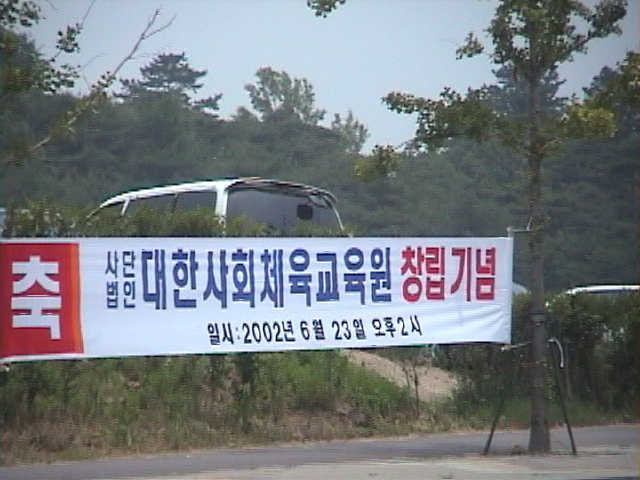 축 사단법인 대한사회체육교육원 창립기념
일시:2002년 6월 23일 오후2시